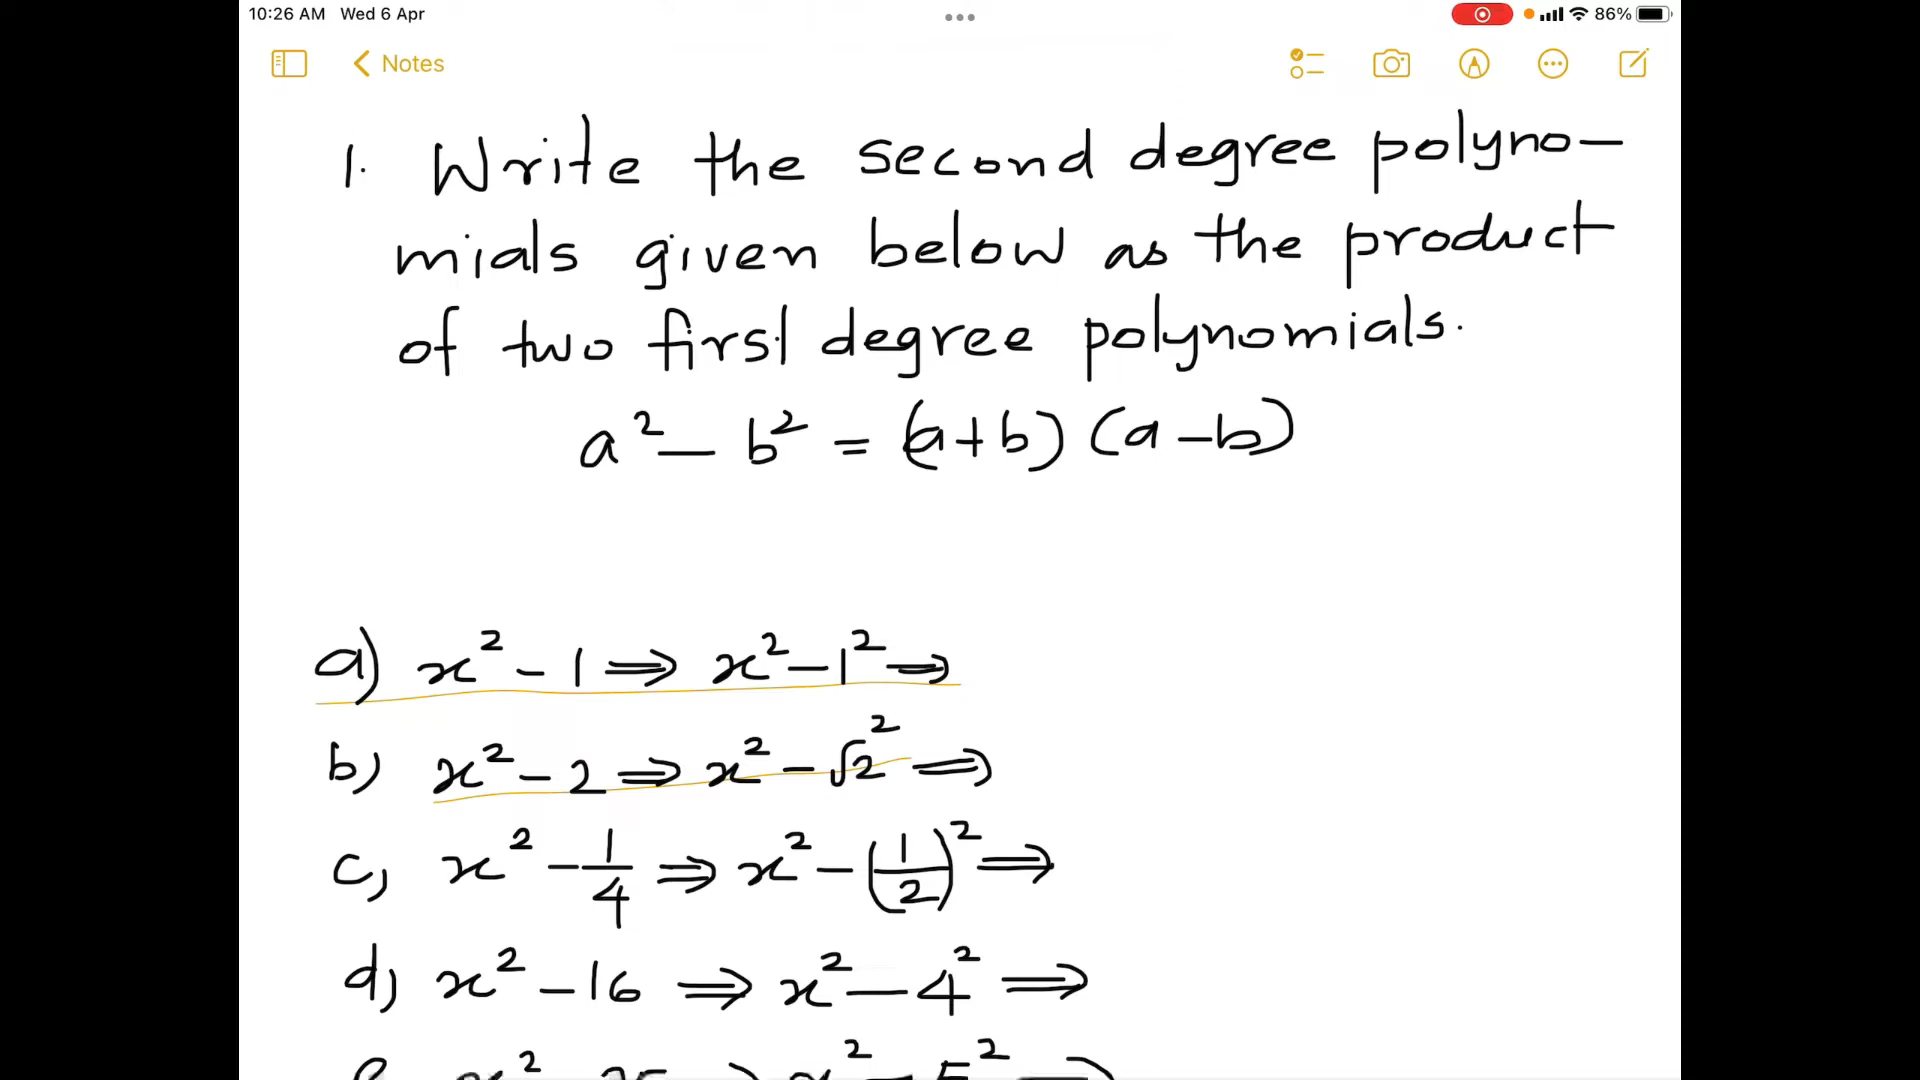 10:26 AM Wed 6 Apr
86%
Notes
1. Write the second degree polyno-
mials given below as the product
of two first degree polynomials.
a² - b² = (a+b) (a-b)
a) x² - 1 ⇒ x² - 1² ⇒
b) x² - 2 ⇒ x² - √2² ⇒
c) x² - 1/4 ⇒ x² - (1/2)² ⇒
d) x² - 16 ⇒ x² - 4² ⇒